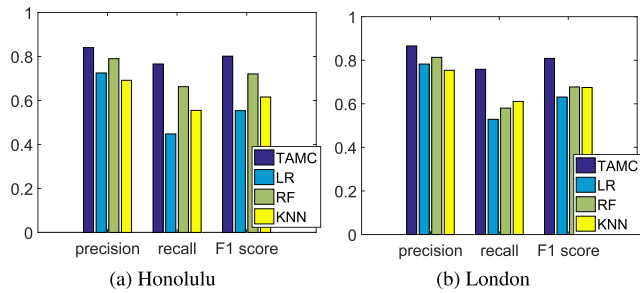 1
0.8
0.6
0.4
0.2
0
precision recall F1 score
TAMC
LR
RF
KNN
(a) Honolulu
1
0.8
0.6
0.4
0.2
0
precision recall F1 score
TAMC
LR
RF
KNN
(b) London